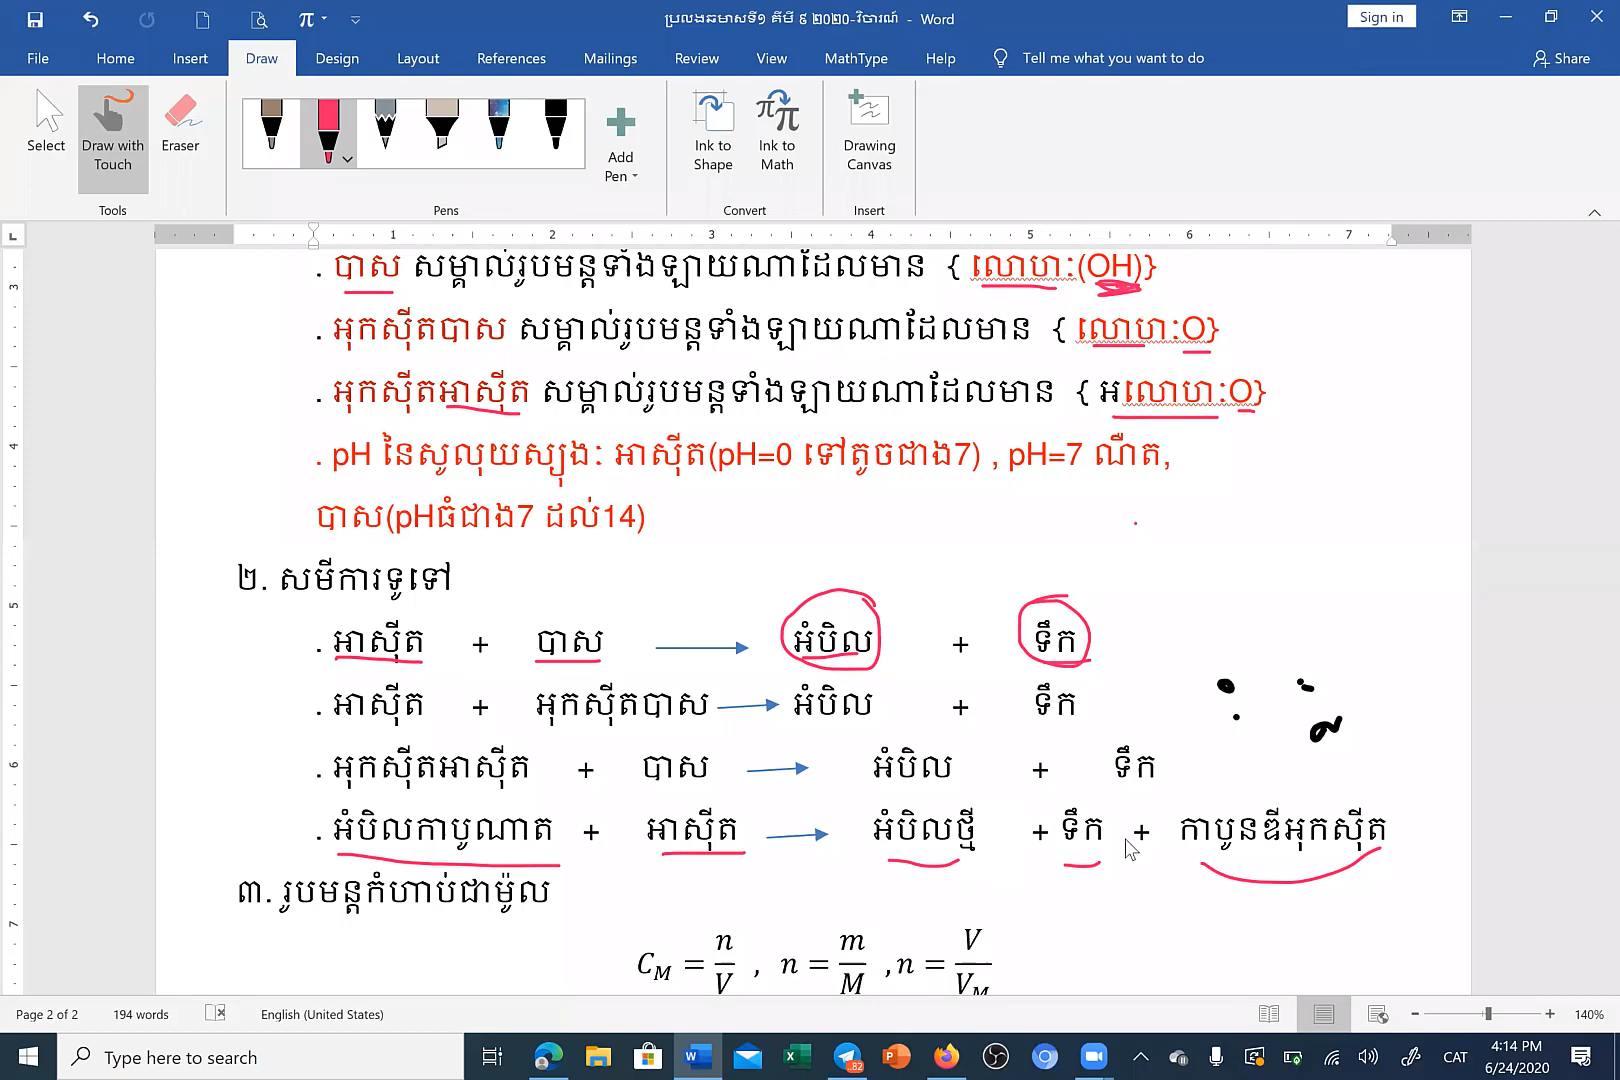 ប្រលងឆមាសទី១ គីមី ៩ ២០២០-វិចារណ៍ - Word
Sign in
File Home Insert Draw Design Layout References Mailings Review View MathType Help Tell me what you want to do Share
Select
Draw with Touch
Eraser
Add Pen
Ink to Shape
Ink to Math
Drawing Canvas
Tools Pens Convert Insert
L 1 2 3 4 5 6 7
. បាស សម្គាល់រូបមន្តទាំងឡាយណាដែលមាន { លោហៈ(OH)}
. អុកស៊ីតបាស សម្គាល់រូបមន្តទាំងឡាយណាដែលមាន { លោហៈO}
. អុកស៊ីតអាស៊ីត សម្គាល់រូបមន្តទាំងឡាយណាដែលមាន { អលោហៈO}
. pH នៃសូលុយស្យុងៈ អាស៊ីត(pH=0 ទៅតូចជាង7) , pH=7 ណឺត,
បាស(pHធំជាង7 ដល់14)
២. សមីការទូទៅ
. អាស៊ីត + បាស → អំបិល + ទឹក
. អាស៊ីត + អុកស៊ីតបាស → អំបិល + ទឹក
. អុកស៊ីតអាស៊ីត + បាស → អំបិល + ទឹក
. អំបិលកាបូណាត + អាស៊ីត → អំបិលថ្មី + ទឹក + កាបូនឌីអុកស៊ីត
៣. រូបមន្តកំហាប់ជាម៉ូល
C_M = n/V , n = m/M , n = V/V_M
3
4
5
6
7
Page 2 of 2 194 words English (United States) 140%
Type here to search
.82
CAT
4:14 PM
6/24/2020